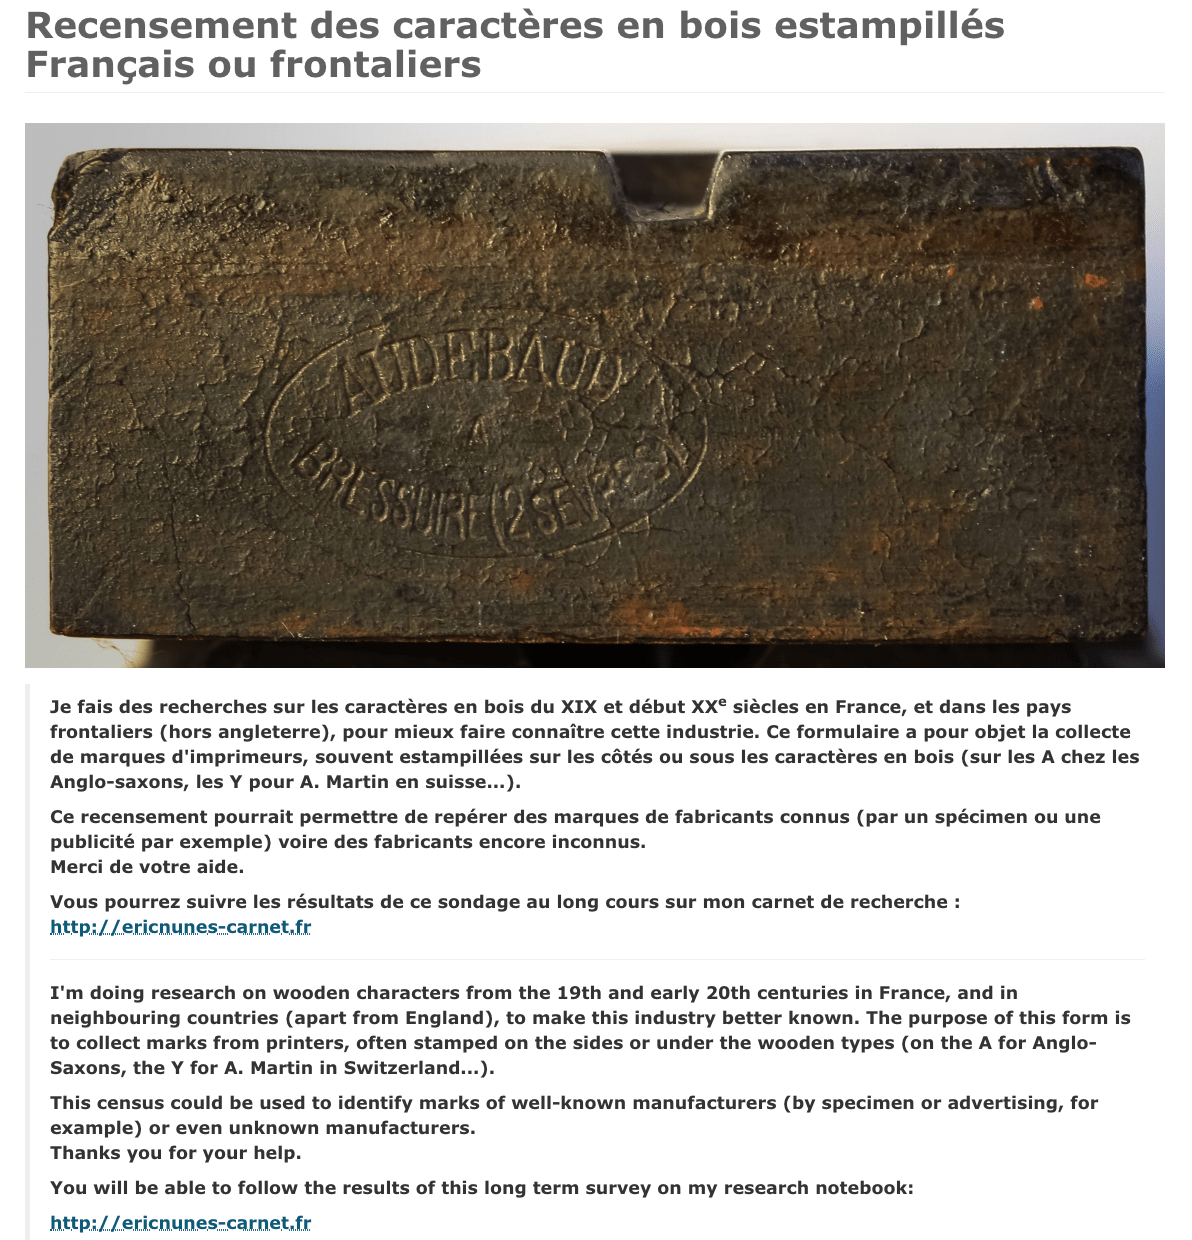 Recensement des caractères en bois estampillés
Français ou frontaliers
AUDEBAUD
A
BRESSUIRE (2 SEVRES)
Je fais des recherches sur les caractères en bois du XIX et début XXe siècles en France, et dans les pays
frontaliers (hors angleterre), pour mieux faire connaître cette industrie. Ce formulaire a pour objet la collecte
de marques d'imprimeurs, souvent estampillées sur les côtés ou sous les caractères en bois (sur les A chez les
Anglo-saxons, les Y pour A. Martin en suisse...).
Ce recensement pourrait permettre de repérer des marques de fabricants connus (par un spécimen ou une
publicité par exemple) voire des fabricants encore inconnus.
Merci de votre aide.
Vous pourrez suivre les résultats de ce sondage au long cours sur mon carnet de recherche :
http://ericnunes-carnet.fr
I'm doing research on wooden characters from the 19th and early 20th centuries in France, and in
neighbouring countries (apart from England), to make this industry better known. The purpose of this form is
to collect marks from printers, often stamped on the sides or under the wooden types (on the A for Anglo-
Saxons, the Y for A. Martin in Switzerland...).
This census could be used to identify marks of well-known manufacturers (by specimen or advertising, for
example) or even unknown manufacturers.
Thanks you for your help.
You will be able to follow the results of this long term survey on my research notebook:
http://ericnunes-carnet.fr